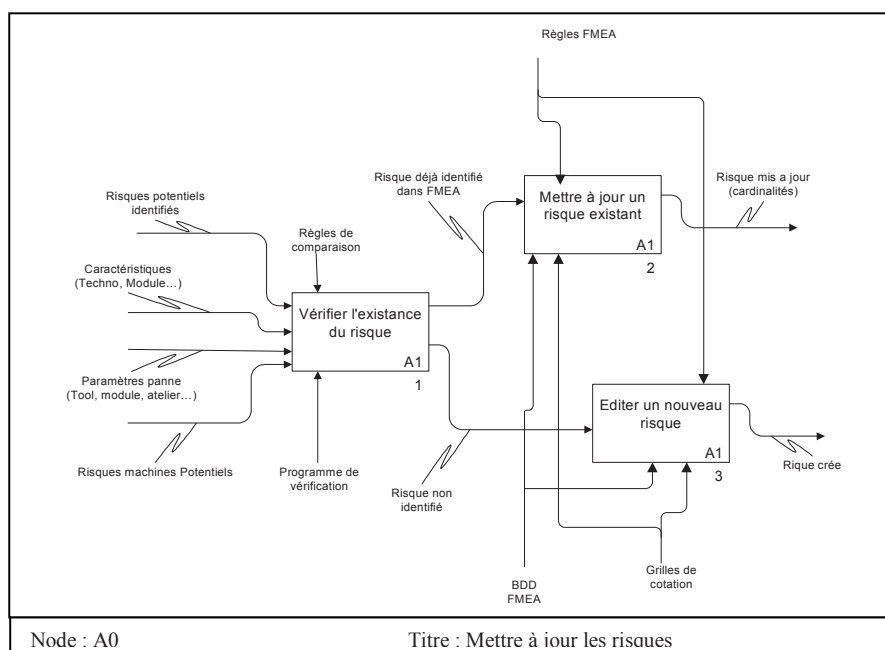 Règles FMEA
Risques potentiels
identifiés
Règles de
comparaison
Risque déjà identifié
dans FMEA
Mettre à jour un
risque existant
A1
2
Risque mis a jour
(cardinalités)
Caractéristiques
(Techno, Module…)
Vérifier l'existance
du risque
A1
1
Paramètres panne
(Tool, module, atelier…)
Editer un nouveau
risque
A1
3
Risques machines Potentiels
Programme de
vérification
Risque non
identifié
Rique crée
BDD
FMEA
Grilles de
cotation
Node : A0
Titre : Mettre à jour les risques